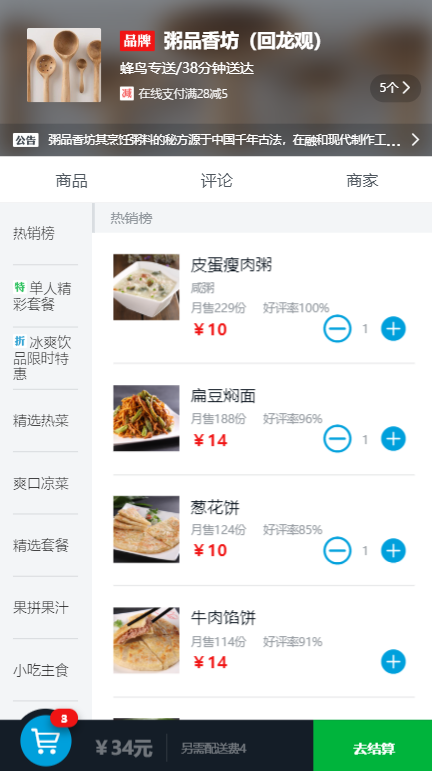 品牌 粥品香坊（回龙观）
蜂鸟专送/38分钟送达
减 在线支付满28减5
5个
公告 粥品香坊其烹饪粥料的秘方源于中国千年古法，在融和现代制作工...
商品 评论 商家
热销榜
特 单人精
彩套餐
折 冰爽饮
品限时特
惠
精选热菜
爽口凉菜
精选套餐
果拼果汁
小吃主食
热销榜
皮蛋瘦肉粥
咸粥
月售229份 好评率100%
￥10 1
扁豆焖面
月售188份 好评率96%
￥14 1
葱花饼
月售124份 好评率85%
￥10 1
牛肉馅饼
月售114份 好评率91%
￥14
3
￥34元 另需配送费4 去结算